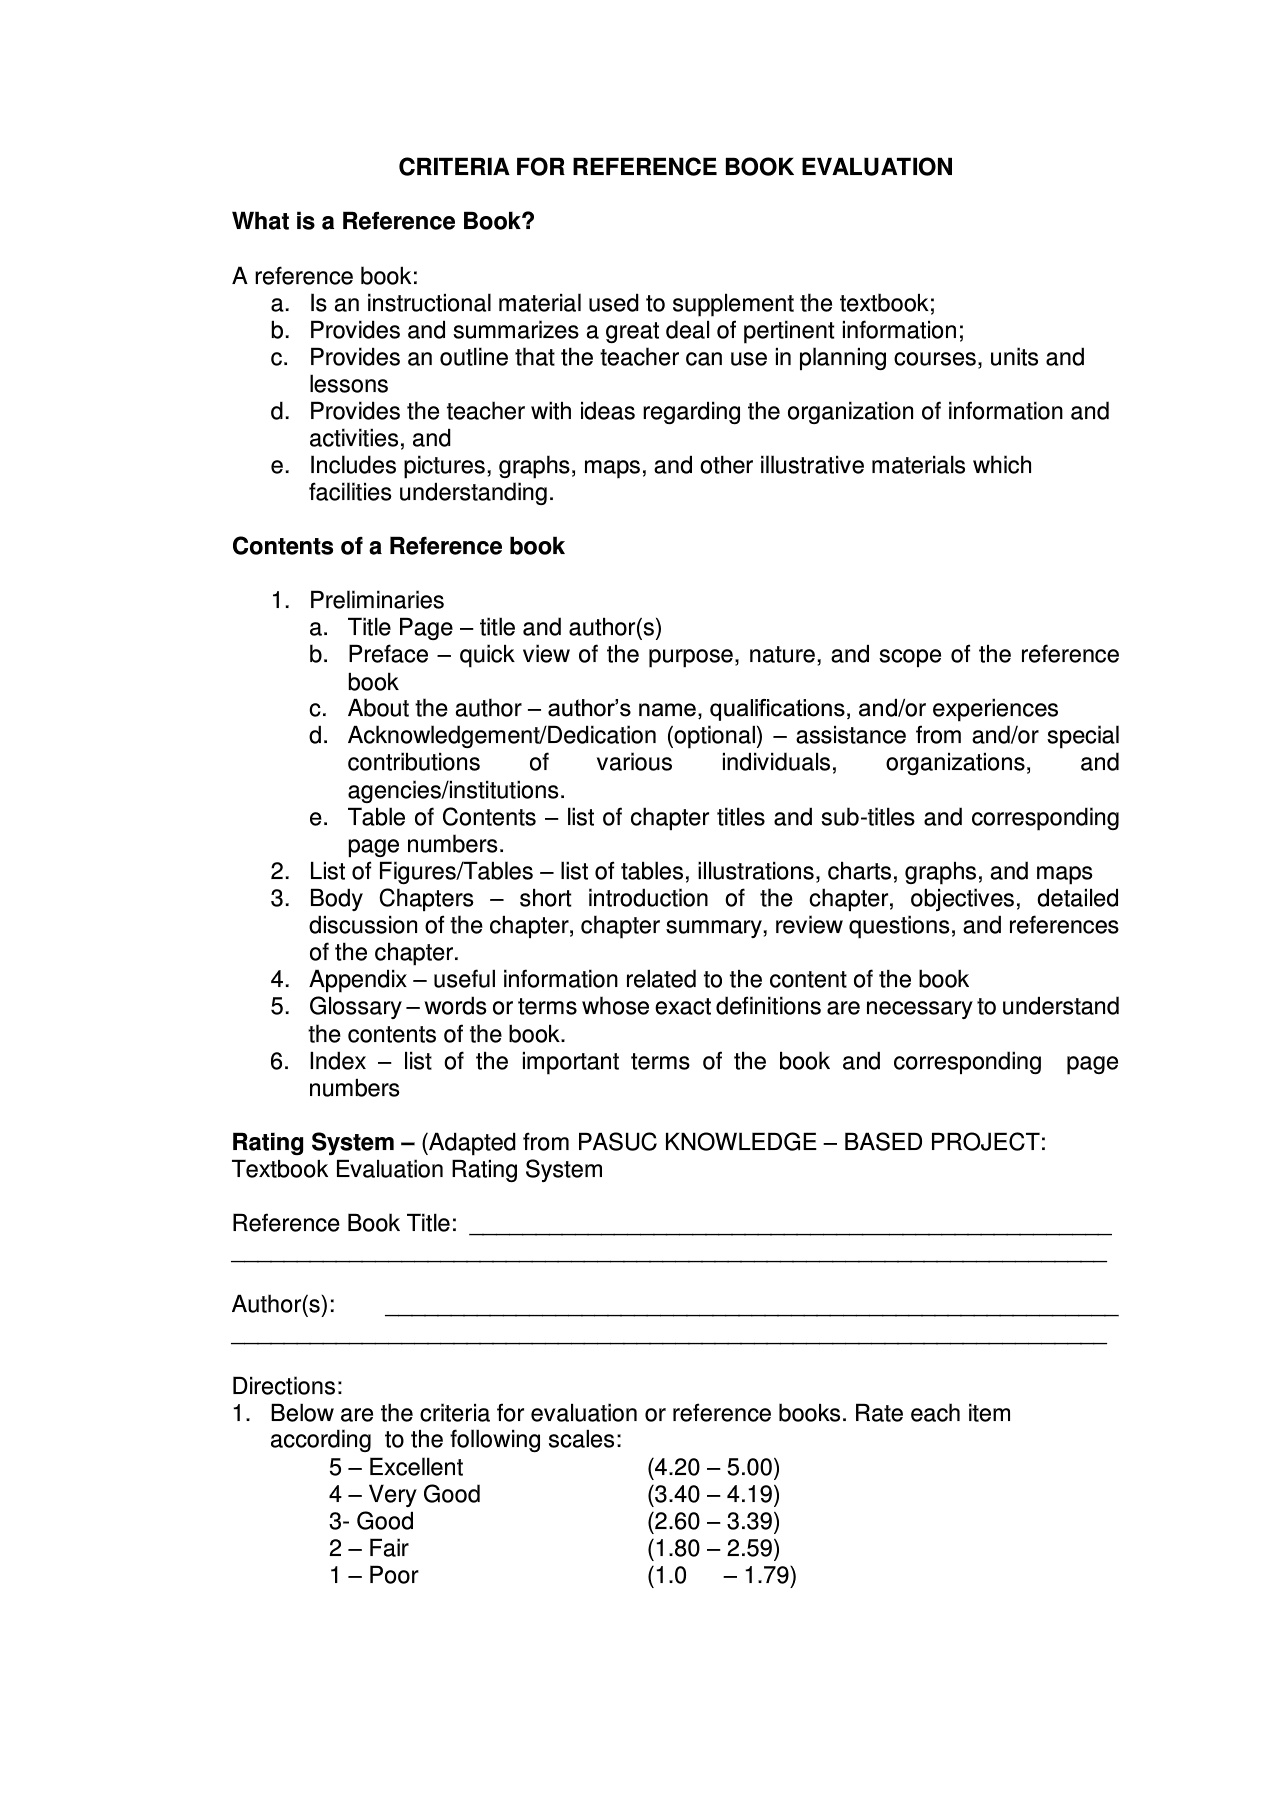 CRITERIA FOR REFERENCE BOOK EVALUATION
What is a Reference Book?
A reference book:
a. Is an instructional material used to supplement the textbook;
b. Provides and summarizes a great deal of pertinent information;
c. Provides an outline that the teacher can use in planning courses, units and
lessons
d. Provides the teacher with ideas regarding the organization of information and
activities, and
e. Includes pictures, graphs, maps, and other illustrative materials which
facilities understanding.
Contents of a Reference book
1. Preliminaries
a. Title Page – title and author(s)
b. Preface – quick view of the purpose, nature, and scope of the reference
book
c. About the author – author’s name, qualifications, and/or experiences
d. Acknowledgement/Dedication (optional) – assistance from and/or special
contributions of various individuals, organizations, and
agencies/institutions.
e. Table of Contents – list of chapter titles and sub-titles and corresponding
page numbers.
2. List of Figures/Tables – list of tables, illustrations, charts, graphs, and maps
3. Body Chapters – short introduction of the chapter, objectives, detailed
discussion of the chapter, chapter summary, review questions, and references
of the chapter.
4. Appendix – useful information related to the content of the book
5. Glossary – words or terms whose exact definitions are necessary to understand
the contents of the book.
6. Index – list of the important terms of the book and corresponding page
numbers
Rating System – (Adapted from PASUC KNOWLEDGE – BASED PROJECT:
Textbook Evaluation Rating System
Reference Book Title: ________________________________________________
__________________________________________________________________
Author(s): _______________________________________________________
__________________________________________________________________
Directions:
1. Below are the criteria for evaluation or reference books. Rate each item
according to the following scales:
5 – Excellent (4.20 – 5.00)
4 – Very Good (3.40 – 4.19)
3- Good (2.60 – 3.39)
2 – Fair (1.80 – 2.59)
1 – Poor (1.0 – 1.79)